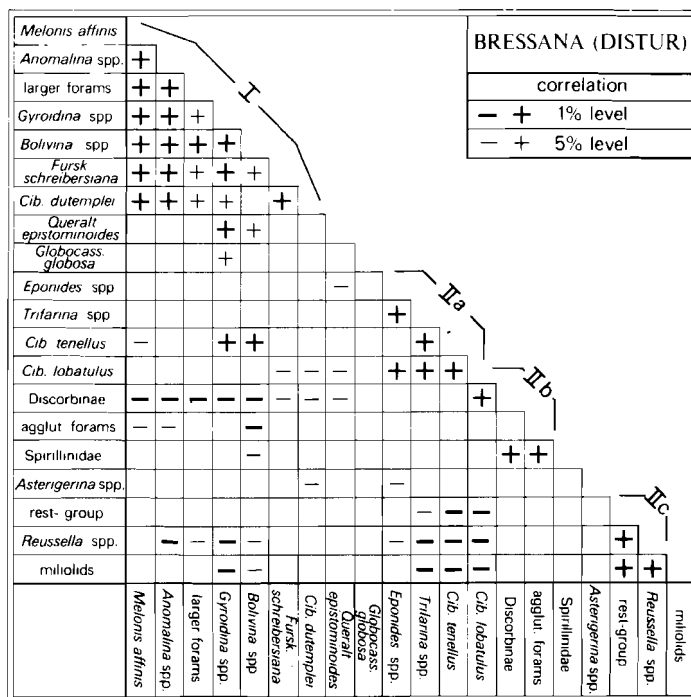 BRESSANA (DISTUR)
correlation
− + 1% level
− + 5% level
Melonis affinis
Anomalina spp.
larger forams
Gyroidina spp
Bolivina spp
Fursk
schreibersiana
Cib. dutemplei
Queralt
epistominoides
Globocass.
globosa
Eponides spp
Trifarina spp
Cib tenellus
Cib. lobatulus
Discorbinae
agglut forams
Spirillinidae
Asterigerina spp.
rest-group
Reussella spp.
miliolids
I
IIa
IIb
IIc
Melonis affinis
Anomalina spp.
larger forams
Gyroidina spp.
Bolivina spp
Fursk.
schreibersiana
Cib. dutemplei
Queralt
epistominoides
Globocass.
globosa
Eponides spp.
Trifarina spp.
Cib tenellus
Cib. lobatulus
Discorbinae
agglut. forams
Spirillinidae
Asterigerina spp.
rest-group
Reussella spp.
miliolids